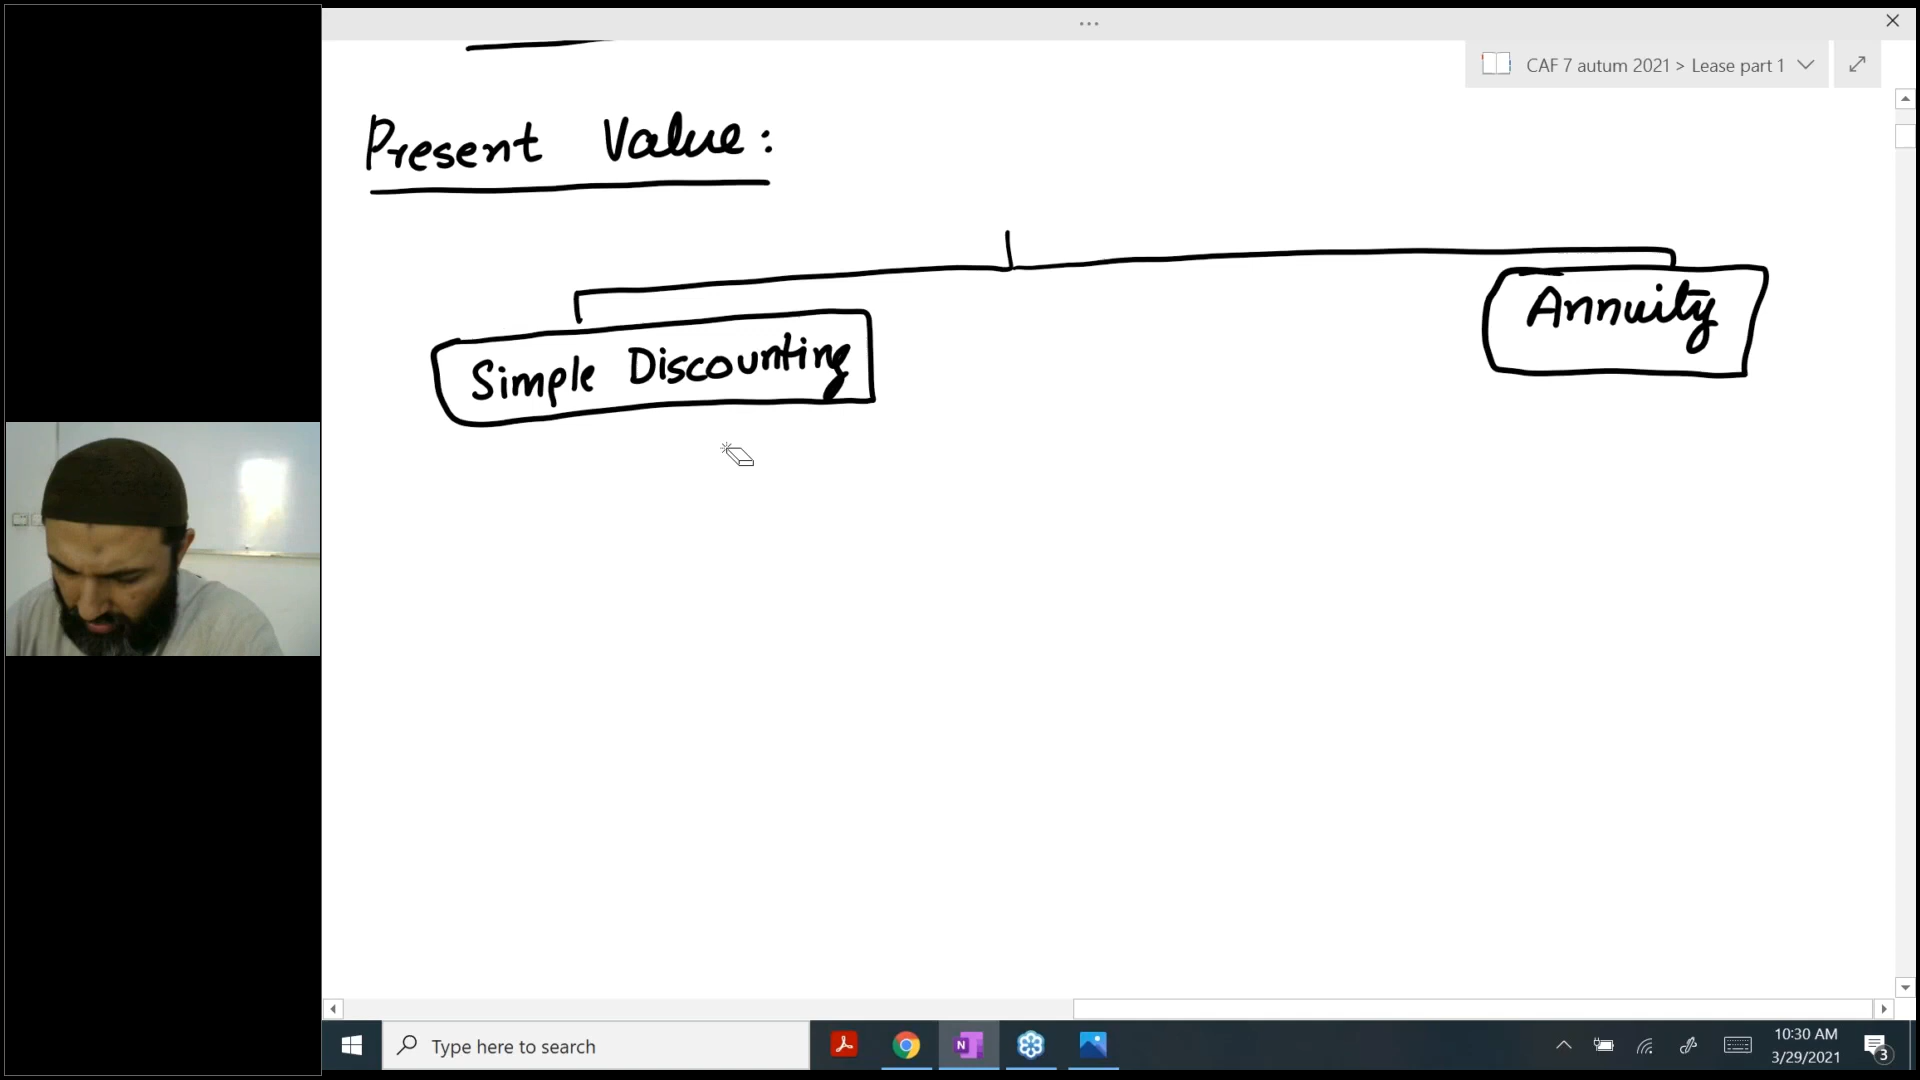 CAF 7 autum 2021 > Lease part 1
Present Value:
Simple Discounting
Annuity
Type here to search
N
10:30 AM
3/29/2021
3